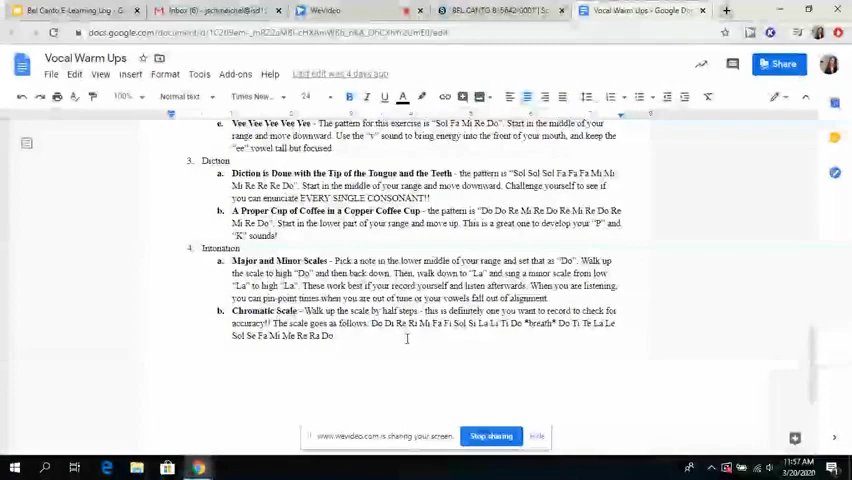 Bel Canto E-Learning Log - G
WeVideo
BEL CANTO B: 5642-0001" | S
Vocal Warm Ups - Google Do
Vocal Warm Ups
Share
File Edit View Insert Format Tools Add-ons Help Last edit was 4 days ago
100% Normal text Times New... 24
e. Vee Vee Vee Vee Vee - The pattern for this exercise is "Sol Fa Mi Re Do". Start in the middle of your
range and move downward. Use the "v" sound to bring energy into the front of your mouth, and keep the
"ee" vowel tall but focused
3. Diction
a. Diction is Done with the Tip of the Tongue and the Teeth - the pattern is "Sol Sol Sol Fa Fa Fa Mi Mi
Mi Re Re Re Do". Start in the middle of your range and move downward. Challenge yourself to see if
you can enunciate EVERY SINGLE CONSONANT!!
b. A Proper Cup of Coffee in a Copper Coffee Cup - the pattern is "Do Do Re Mi Re Do Re Mi Re Do Re
Mi Re Do". Start in the lower part of your range and move up. This is a great one to develop your "P" and
"K" sounds!
4. Intonation
a. Major and Minor Scales - Pick a note in the lower middle of your range and set that as "Do". Walk up
the scale to high "Do" and then back down. Then, walk down to "La" and sing a minor scale from low
"La" to high "La". These work best if your record yourself and listen afterwards. When you are listening,
you can pin-point times when you are out of tune or your vowels fall out of alignment.
b. Chromatic Scale - Walk up the scale by half steps - this is definitely one you want to record to check for
accuracy!! The scale goes as follows. Do Di Re Ri Mi Fa Fi Sol Si La Li Ti Do *breath* Do Ti Te La Le
Sol Se Fa Mi Me Re Ra Do
www.wevideo.com is sharing your screen.
Stop sharing
Hide
11:57 AM
3/20/2020